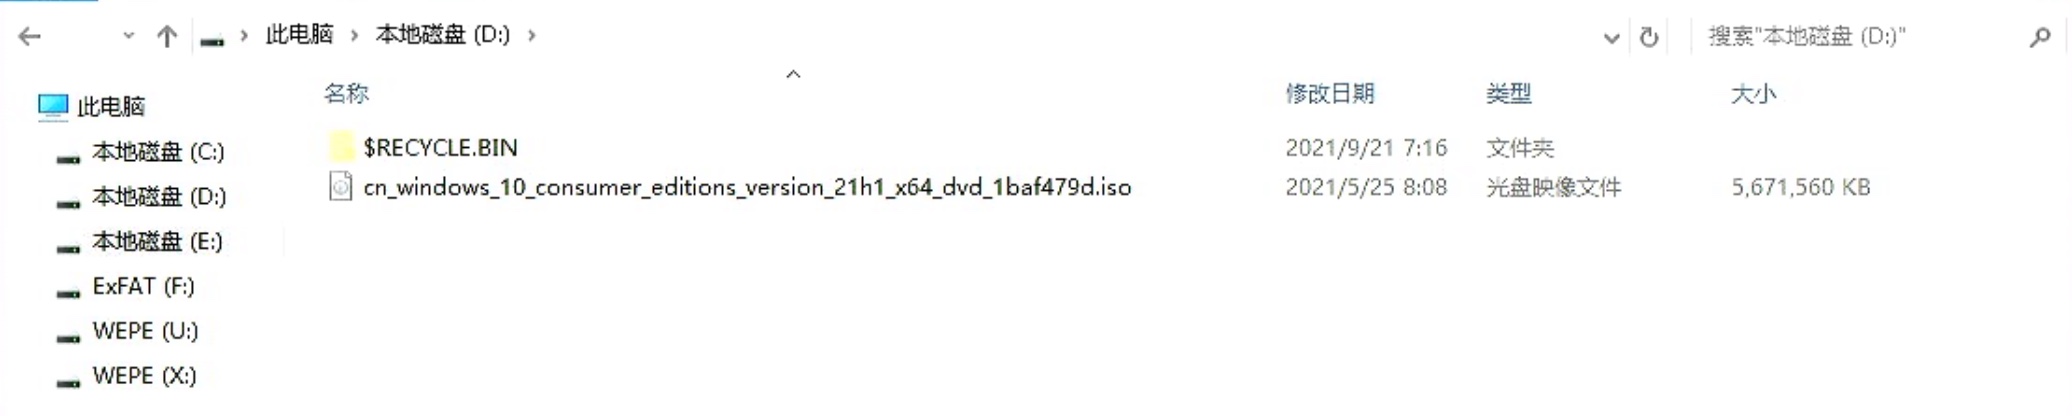 此电脑 › 本地磁盘 (D:) ›
搜索"本地磁盘 (D:)"
此电脑
本地磁盘 (C:)
本地磁盘 (D:)
本地磁盘 (E:)
ExFAT (F:)
WEPE (U:)
WEPE (X:)
名称 修改日期 类型 大小
$RECYCLE.BIN 2021/9/21 7:16 文件夹
cn_windows_10_consumer_editions_version_21h1_x64_dvd_1baf479d.iso 2021/5/25 8:08 光盘映像文件 5,671,560 KB